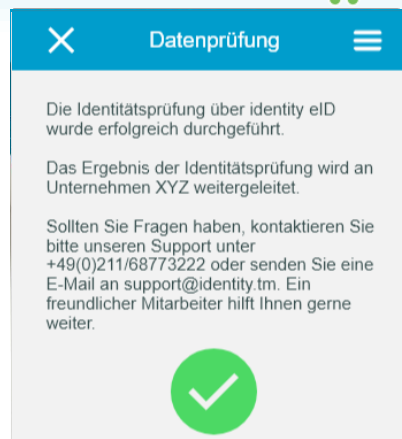 Datenprüfung
Die Identitätsprüfung über identity eID
wurde erfolgreich durchgeführt.
Das Ergebnis der Identitätsprüfung wird an
Unternehmen XYZ weitergeleitet.
Sollten Sie Fragen haben, kontaktieren Sie
bitte unseren Support unter
+49(0)211/68773222 oder senden Sie eine
E-Mail an support@identity.tm. Ein
freundlicher Mitarbeiter hilft Ihnen gerne
weiter.